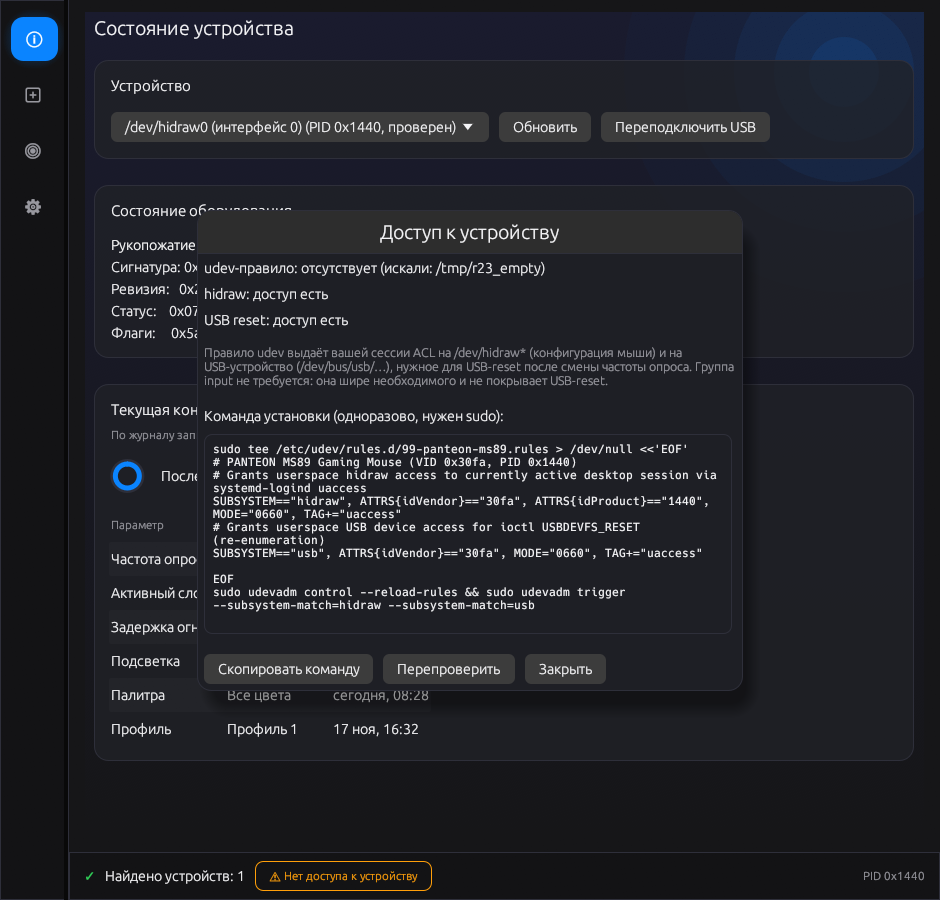 Состояние устройства
Устройство
/dev/hidraw0 (интерфейс 0) (PID 0x1440, проверен)
Обновить
Переподключить USB
Состояние оборудования
Рукопожатие
Сигнатура:
Ревизия:
Статус: 0x07
Флаги: 0x5a
Доступ к устройству
udev-правило: отсутствует (искали: /tmp/r23_empty)
hidraw: доступ есть
USB reset: доступ есть
Правило udev выдаёт вашей сессии ACL на /dev/hidraw* (конфигурация мыши) и на
USB-устройство (/dev/bus/usb/…), нужное для USB-reset после смены частоты опроса. Группа
input не требуется: она шире необходимого и не покрывает USB-reset.
Команда установки (одноразово, нужен sudo):
sudo tee /etc/udev/rules.d/99-panteon-ms89.rules > /dev/null <<'EOF'
# PANTEON MS89 Gaming Mouse (VID 0x30fa, PID 0x1440)
# Grants userspace hidraw access to currently active desktop session via
systemd-logind uaccess
SUBSYSTEM=="hidraw", ATTRS{idVendor}=="30fa", ATTRS{idProduct}=="1440",
MODE="0660", TAG+="uaccess"
# Grants userspace USB device access for ioctl USBDEVFS_RESET
(re-enumeration)
SUBSYSTEM=="usb", ATTRS{idVendor}=="30fa", MODE="0660", TAG+="uaccess"
EOF
sudo udevadm control --reload-rules && sudo udevadm trigger
--subsystem-match=hidraw --subsystem-match=usb
Скопировать команду
Перепроверить
Закрыть
Текущая
По журналу
Параметр
Частота
Активный
Задержка
Подсветка
Палитра Все цвета сегодня, 08:28
Профиль Профиль 1 17 ноя, 16:32
✓ Найдено устройств: 1
⚠ Нет доступа к устройству
PID 0x1440